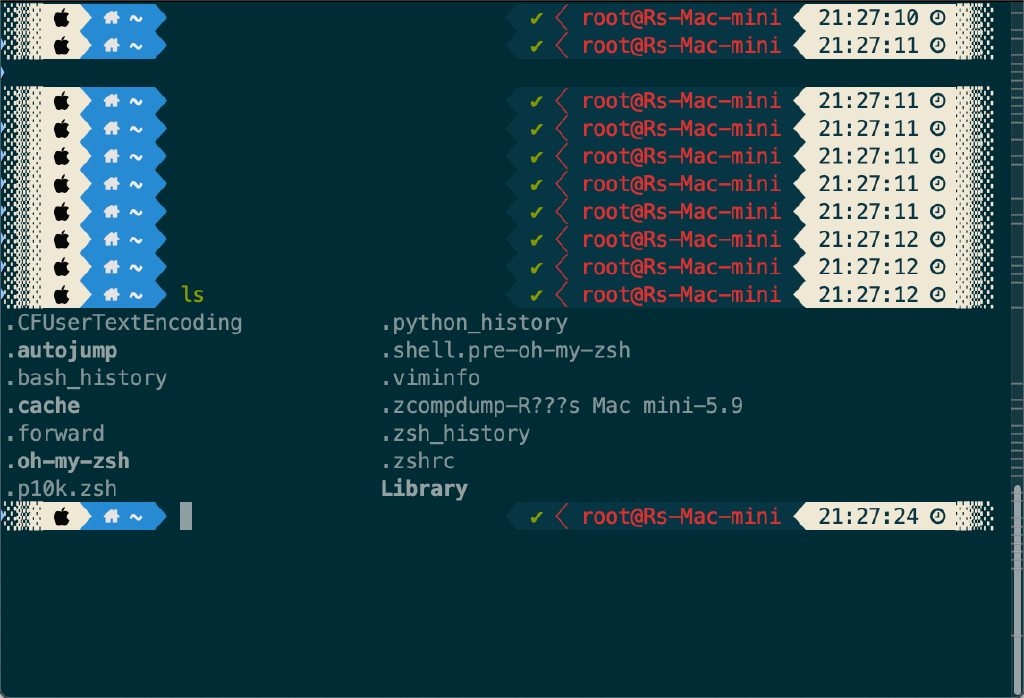 ~ ✔ root@Rs-Mac-mini 21:27:10
~ ✔ root@Rs-Mac-mini 21:27:11
~ ✔ root@Rs-Mac-mini 21:27:11
~ ✔ root@Rs-Mac-mini 21:27:11
~ ✔ root@Rs-Mac-mini 21:27:11
~ ✔ root@Rs-Mac-mini 21:27:11
~ ✔ root@Rs-Mac-mini 21:27:11
~ ✔ root@Rs-Mac-mini 21:27:12
~ ✔ root@Rs-Mac-mini 21:27:12
~ ls ✔ root@Rs-Mac-mini 21:27:12
.CFUserTextEncoding .python_history
.autojump .shell.pre-oh-my-zsh
.bash_history .viminfo
.cache .zcompdump-R???s Mac mini-5.9
.forward .zsh_history
.oh-my-zsh .zshrc
.p10k.zsh Library
~ ✔ root@Rs-Mac-mini 21:27:24